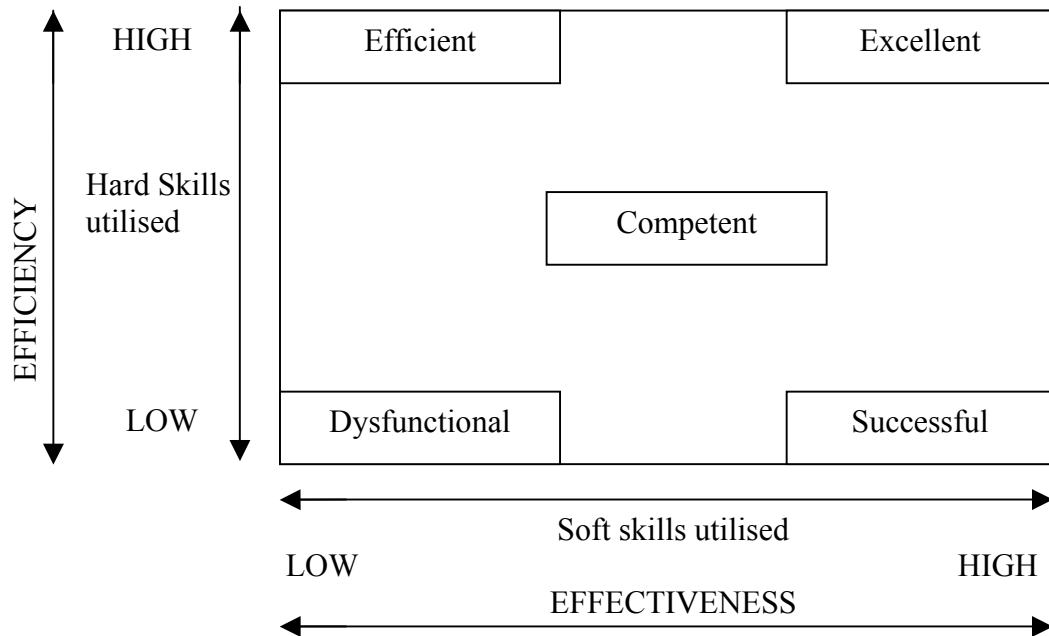 HIGH
Efficient
Excellent
EFFICIENCY
Hard Skills
utilised
Competent
LOW
Dysfunctional
Successful
Soft skills utilised
LOW
HIGH
EFFECTIVENESS